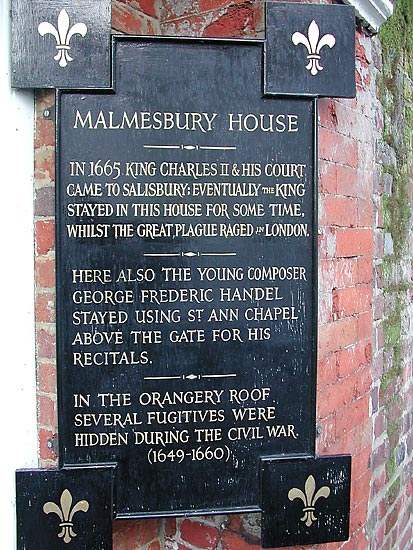 MALMESBURY HOUSE
IN 1665 KING CHARLES II & HIS COURT
CAME TO SALISBURY: EVENTUALLY THE KING
STAYED IN THIS HOUSE FOR SOME TIME,
WHILST THE GREAT PLAGUE RAGED IN LONDON.
HERE ALSO THE YOUNG COMPOSER
GEORGE FREDERIC HANDEL
STAYED USING ST ANN CHAPEL
ABOVE THE GATE FOR HIS
RECITALS.
IN THE ORANGERY ROOF
SEVERAL FUGITIVES WERE
HIDDEN DURING THE CIVIL WAR.
(1649-1660)